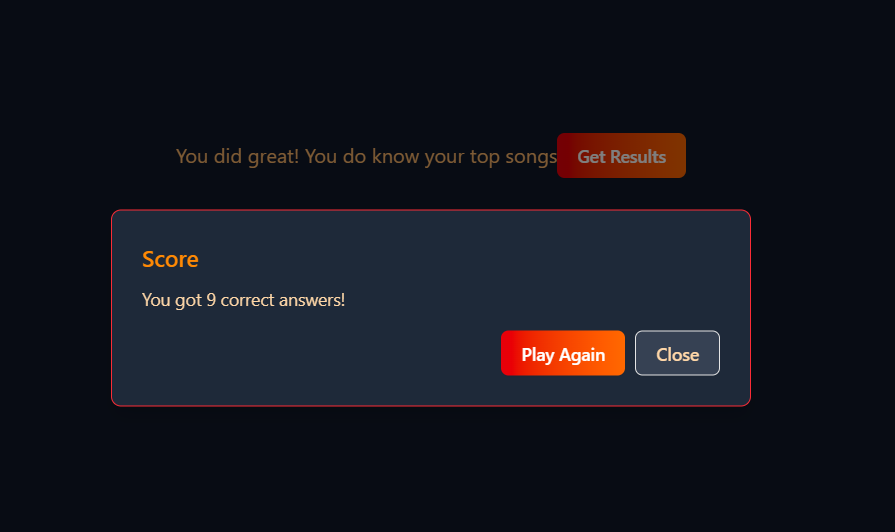 You did great! You do know your top songs Get Results
Score
You got 9 correct answers!
Play Again Close